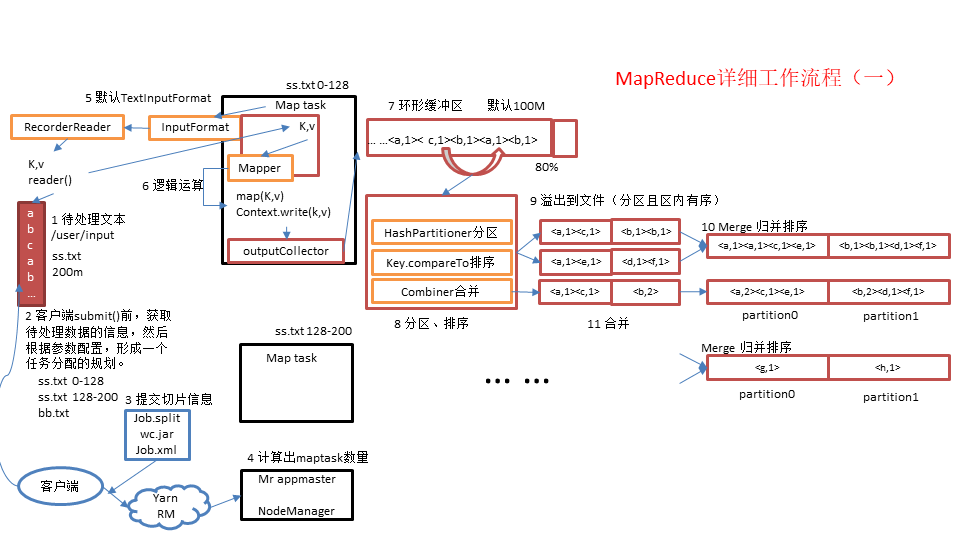 MapReduce详细工作流程（一）
ss.txt 0-128
5 默认TextInputFormat
Map task
7 环形缓冲区
默认100M
RecorderReader
InputFormat
K,v
… …<a,1>< c,1><b,1><a,1><b,1>
80%
K,v
reader()
Mapper
6 逻辑运算
map(K,v)
Context.write(k,v)
outputCollector
a
b
c
a
b
…
1 待处理文本
/user/input
ss.txt
200m
9 溢出到文件（分区且区内有序）
HashPartitioner分区
Key.compareTo排序
Combiner合并
8 分区、排序
<a,1><c,1>
<b,1><b,1>
<a,1><e,1>
<d,1><f,1>
<a,1><c,1>
<b,2>
11 合并
10 Merge 归并排序
<a,1><a,1><c,1><e,1>
<b,1><b,1><d,1><f,1>
<a,2><c,1><e,1>
<b,2><d,1><f,1>
partition0
partition1
2 客户端submit()前，获取
待处理数据的信息，然后
根据参数配置，形成一个
任务分配的规划。
ss.txt 0-128
ss.txt 128-200
bb.txt
ss.txt 128-200
Map task
… …
Merge 归并排序
<g,1>
<h,1>
partition0
partition1
3 提交切片信息
Job.split
wc.jar
Job.xml
4 计算出maptask数量
Mr appmaster
NodeManager
客户端
Yarn
RM